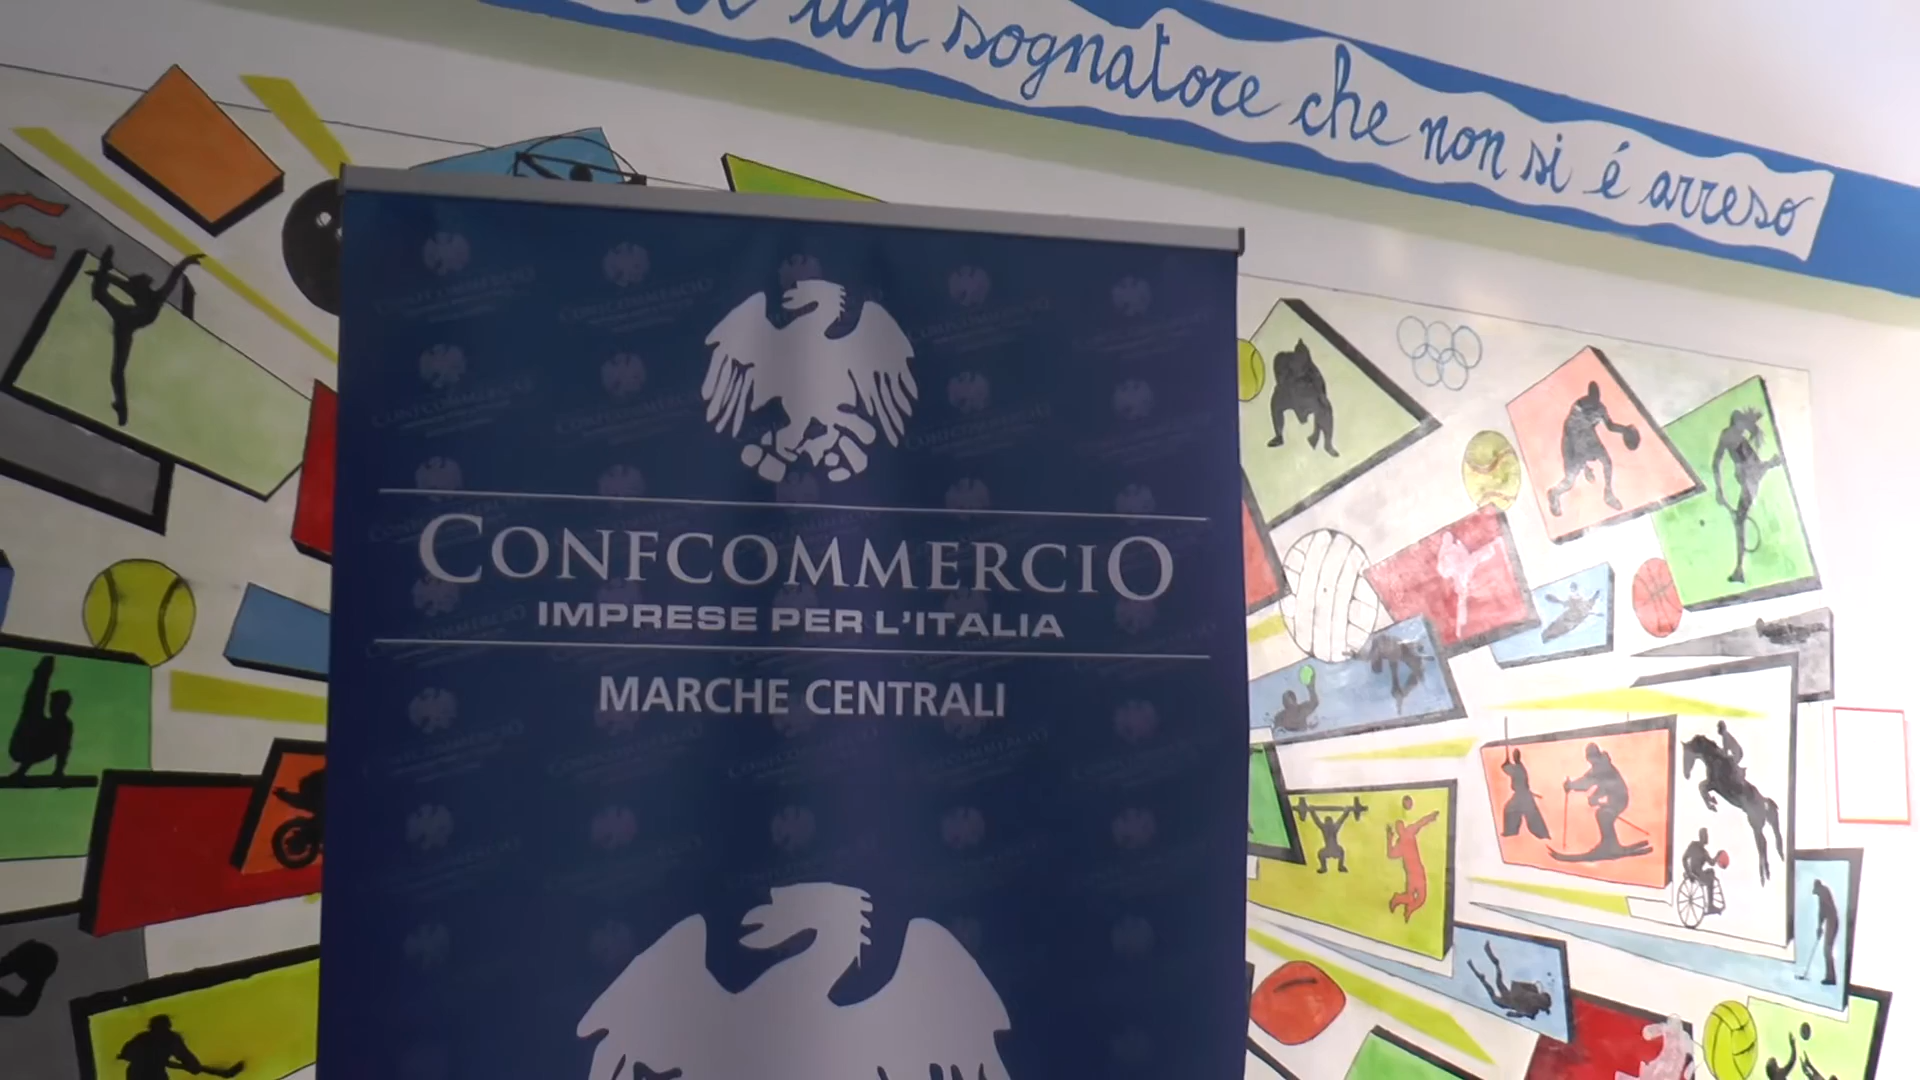 un sognatore che non si é arreso
CONFCOMMERCIO
IMPRESE PER L'ITALIA
MARCHE CENTRALI